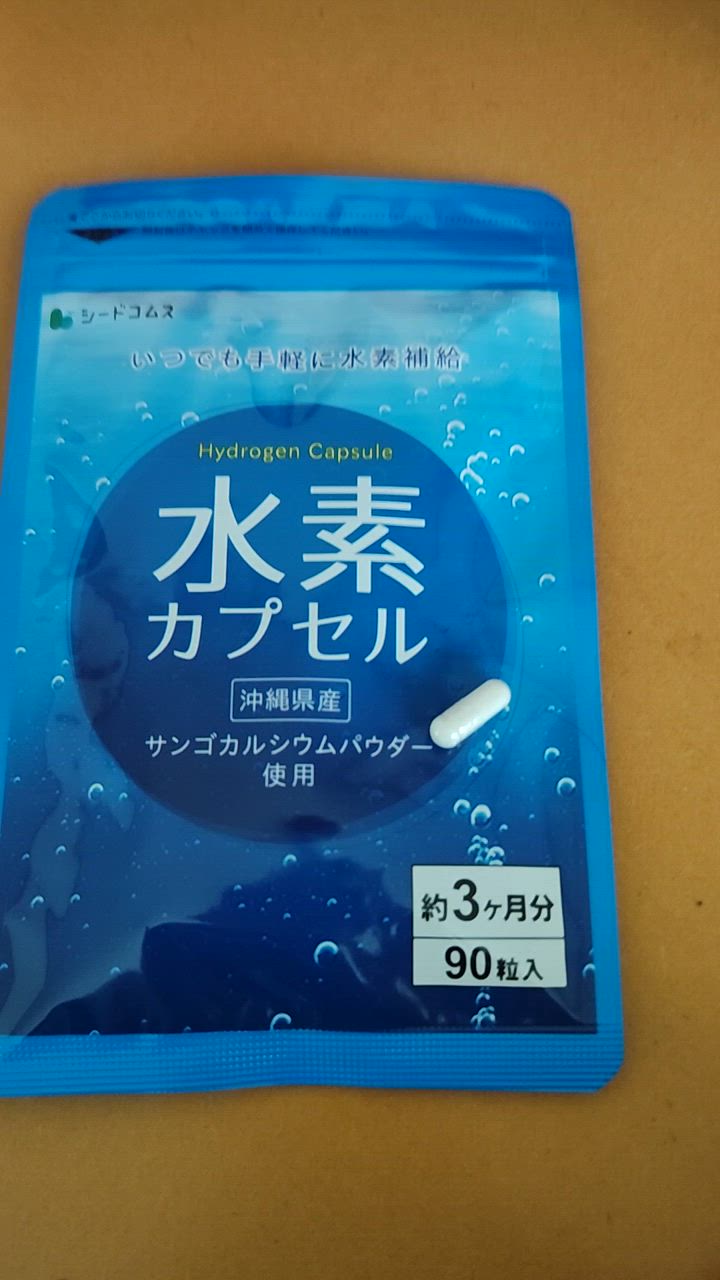 シードコムス
いつでも手軽に水素補給
Hydrogen Capsule
水素
カプセル
沖縄県産
サンゴカルシウムパウダー
使用
約3ヶ月分
90粒入